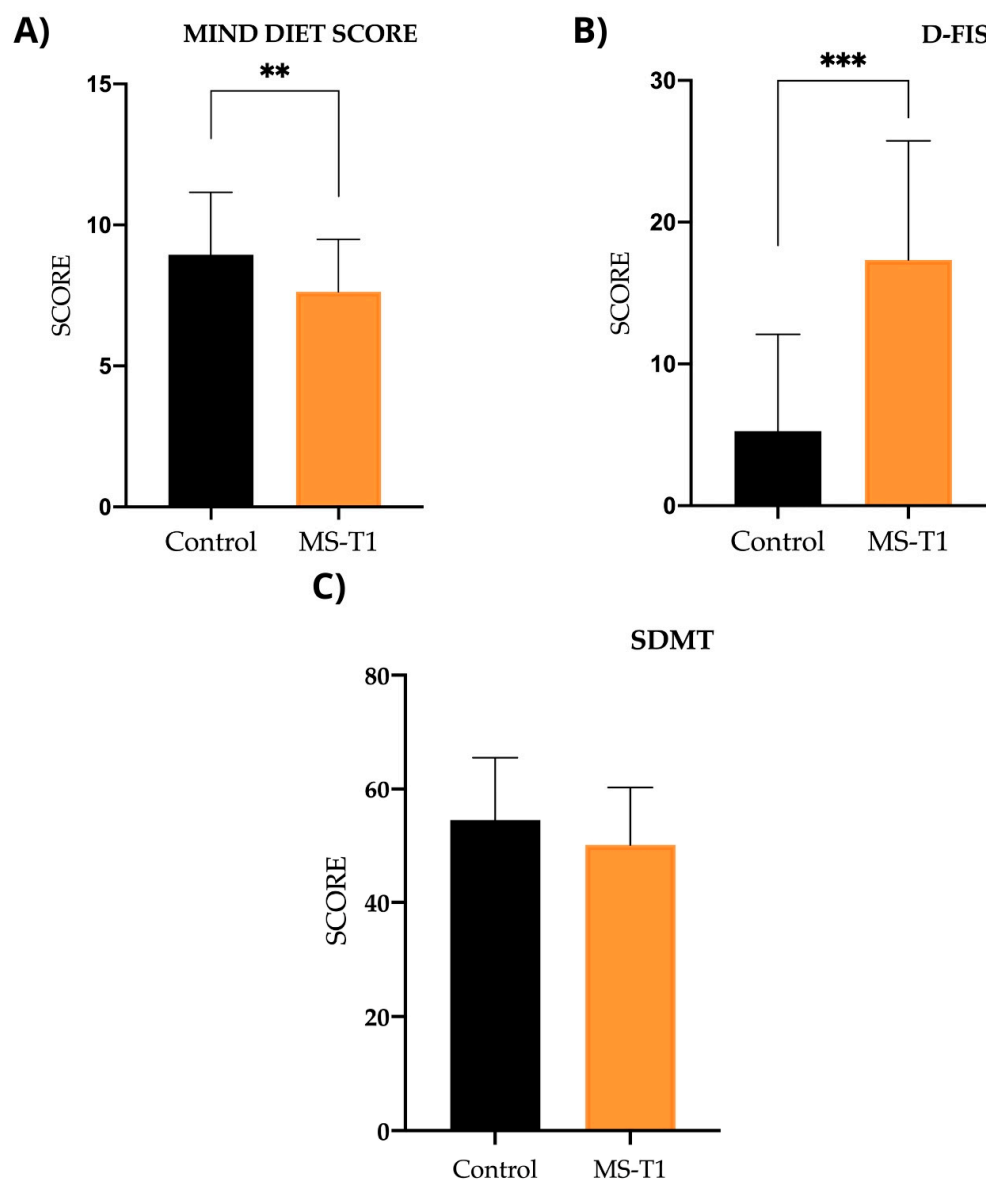 A)
MIND DIET SCORE
**
15
10
5
0
SCORE
Control
MS-T1
B)
D-FIS
***
30
20
10
0
SCORE
Control
MS-T1
C)
SDMT
80
60
40
20
0
SCORE
Control
MS-T1